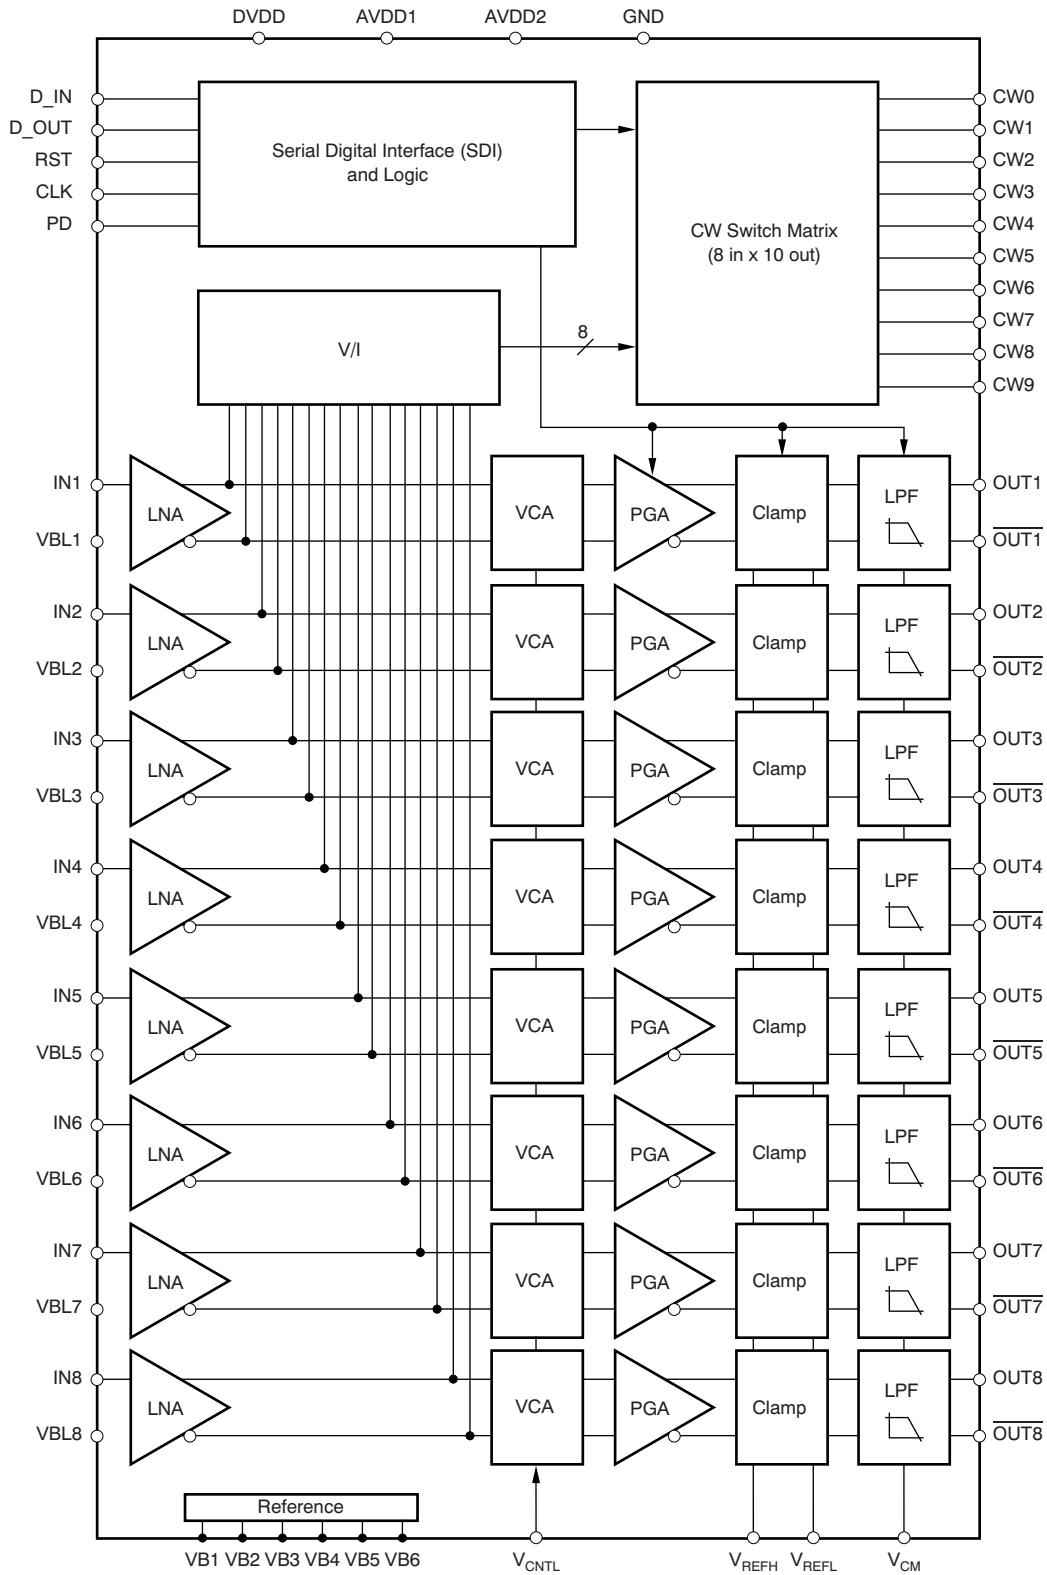 DVDD AVDD1 AVDD2 GND
D_IN
D_OUT
RST
CLK
PD
Serial Digital Interface (SDI)
and Logic
CW Switch Matrix
(8 in x 10 out)
CW0
CW1
CW2
CW3
CW4
CW5
CW6
CW7
CW8
CW9
V/I
8
IN1 LNA VCA PGA Clamp LPF OUT1
VBL1 OUT1
IN2 LNA VCA PGA Clamp LPF OUT2
VBL2 OUT2
IN3 LNA VCA PGA Clamp LPF OUT3
VBL3 OUT3
IN4 LNA VCA PGA Clamp LPF OUT4
VBL4 OUT4
IN5 LNA VCA PGA Clamp LPF OUT5
VBL5 OUT5
IN6 LNA VCA PGA Clamp LPF OUT6
VBL6 OUT6
IN7 LNA VCA PGA Clamp LPF OUT7
VBL7 OUT7
IN8 LNA VCA PGA Clamp LPF OUT8
VBL8 OUT8
Reference
VB1 VB2 VB3 VB4 VB5 VB6 VCNTL VREFH VREFL VCM